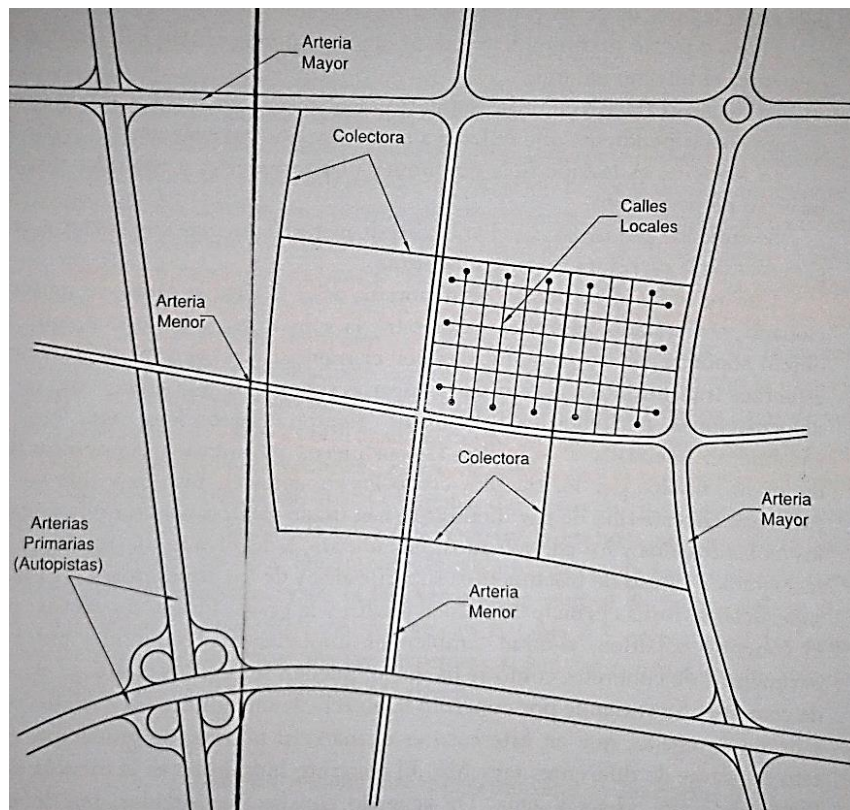 Arteria
Mayor
Colectora
Calles
Locales
Arteria
Menor
Colectora
Arterias
Primarias
(Autopistas)
Arteria
Mayor
Arteria
Menor